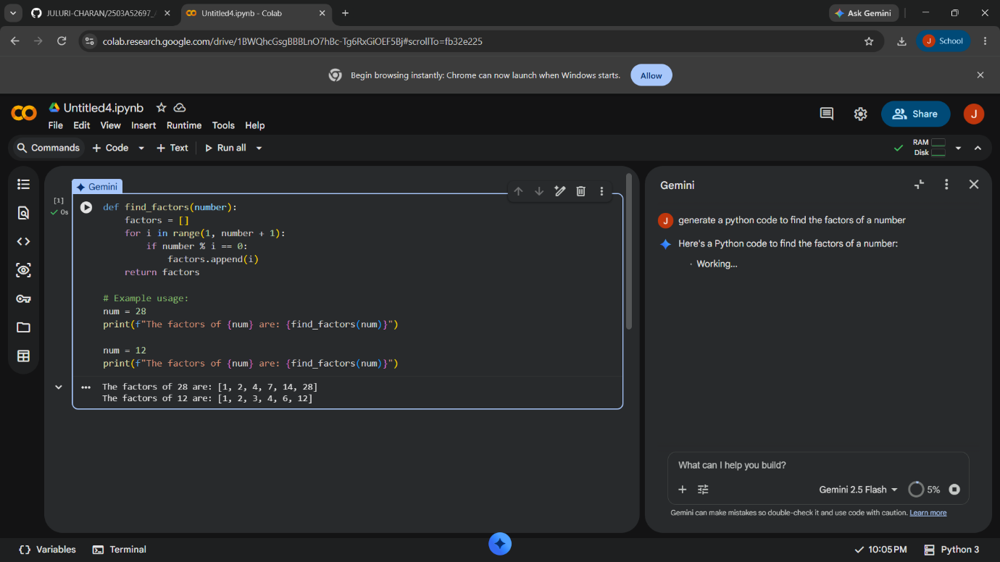 JULURI-CHARAN/2503A52697_
Untitled4.ipynb - Colab
Ask Gemini
colab.research.google.com/drive/1BWQhcGsgBBBLnO7hBc-Tg6RxGiOEF5Bj#scrollTo=fb32e225
J School
Begin browsing instantly: Chrome can now launch when Windows starts.
Allow
Untitled4.ipynb
File Edit View Insert Runtime Tools Help
Share
J
Commands + Code + Text Run all
RAM
Disk
Gemini
[1]
0s
def find_factors(number):
    factors = []
    for i in range(1, number + 1):
        if number % i == 0:
            factors.append(i)
    return factors

# Example usage:
num = 28
print(f"The factors of {num} are: {find_factors(num)}")

num = 12
print(f"The factors of {num} are: {find_factors(num)}")
The factors of 28 are: [1, 2, 4, 7, 14, 28]
The factors of 12 are: [1, 2, 3, 4, 6, 12]
Gemini
J generate a python code to find the factors of a number
Here's a Python code to find the factors of a number:
Working...
What can I help you build?
Gemini 2.5 Flash 5%
Gemini can make mistakes so double-check it and use code with caution. Learn more
{} Variables Terminal
10:05 PM Python 3